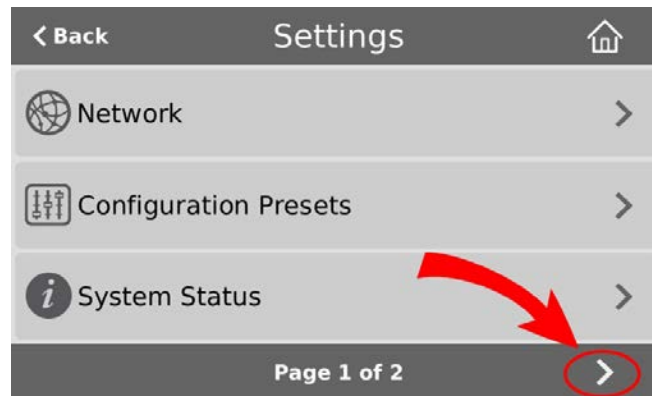 Back
Settings
Network
Configuration Presets
System Status
Page 1 of 2